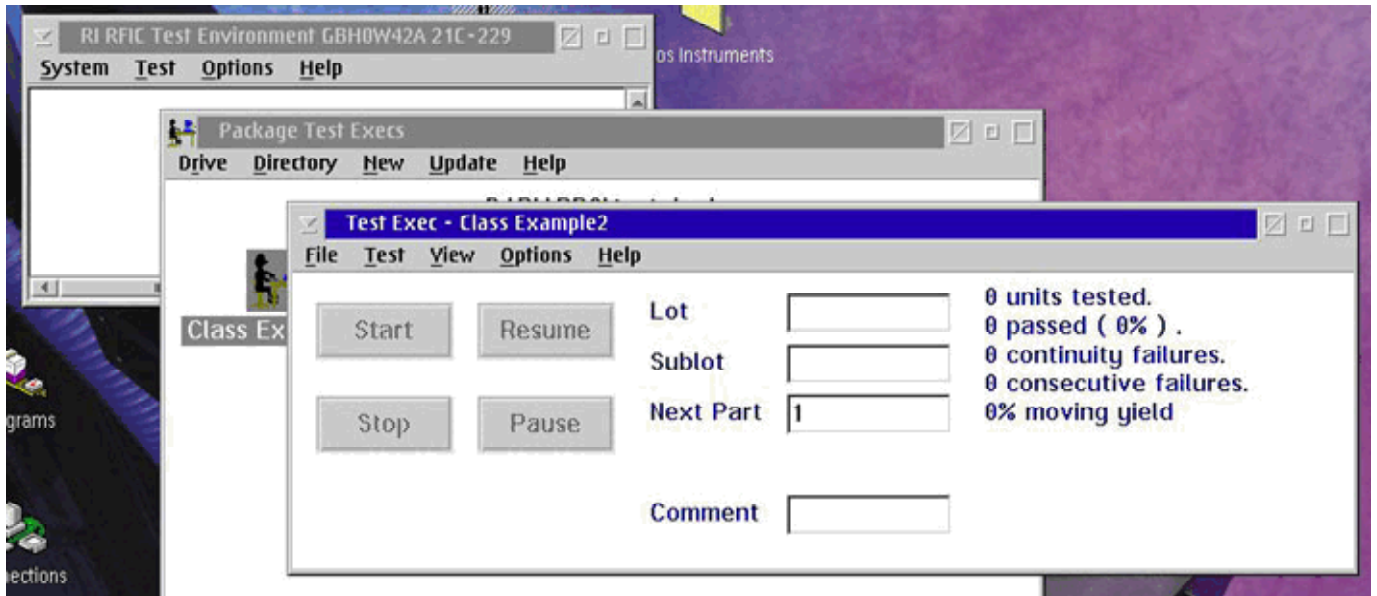 RI RFIC Test Environment GBH0W42A 21C-229
System Test Options Help
os Instruments
Package Test Execs
Drive Directory New Update Help
Test Exec - Class Example2
File Test View Options Help
Class Ex
Start Resume
Stop Pause
Lot
Sublot
Next Part 1
Comment
0 units tested.
0 passed ( 0% ) .
0 continuity failures.
0 consecutive failures.
0% moving yield
grams
ections